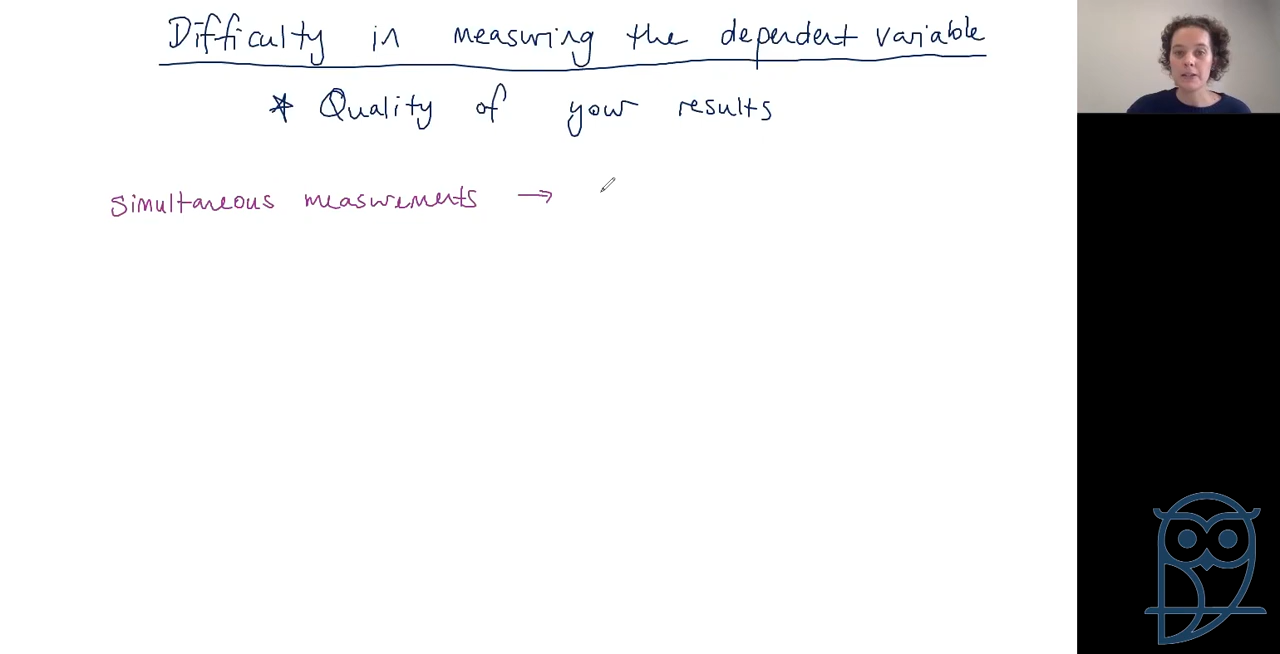 Difficulty in measuring the dependent variable
* Quality of your results
Simultaneous measurements →